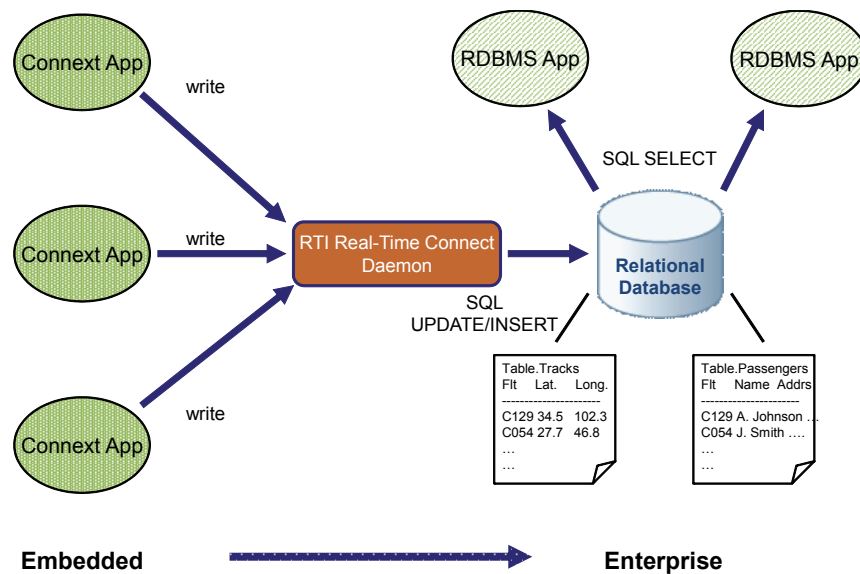 Connext App
write
RDBMS App
RDBMS App
SQL SELECT
Connext App
write
RTI Real-Time Connect
Daemon
Relational
Database
SQL
UPDATE/INSERT
Connext App
write
Table.Tracks
Flt Lat. Long.
-----------------------
C129 34.5 102.3
C054 27.7 46.8
…
…
Table.Passengers
Flt Name Addrs
-----------------------
C129 A. Johnson …
C054 J. Smith ….
…
…
Embedded
Enterprise